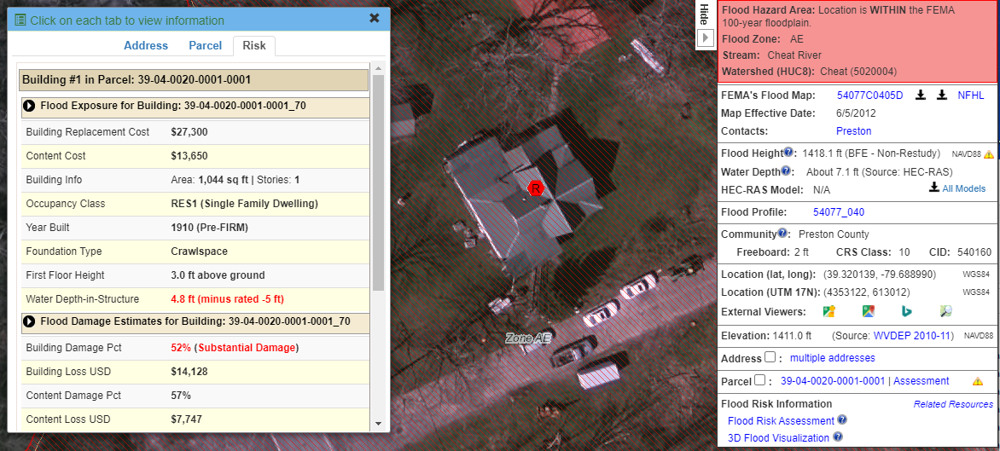 Click on each tab to view information
Address Parcel Risk
Building #1 in Parcel: 39-04-0020-0001-0001
Flood Exposure for Building: 39-04-0020-0001-0001_70
Building Replacement Cost $27,300
Content Cost $13,650
Building Info Area: 1,044 sq ft | Stories: 1
Occupancy Class RES1 (Single Family Dwelling)
Year Built 1910 (Pre-FIRM)
Foundation Type Crawlspace
First Floor Height 3.0 ft above ground
Water Depth-in-Structure 4.8 ft (minus rated -5 ft)
Flood Damage Estimates for Building: 39-04-0020-0001-0001_70
Building Damage Pct 52% (Substantial Damage)
Building Loss USD $14,128
Content Damage Pct 57%
Content Loss USD $7,747
R
Zone AE
Hide
Flood Hazard Area: Location is WITHIN the FEMA
100-year floodplain.
Flood Zone: AE
Stream: Cheat River
Watershed (HUC8): Cheat (5020004)
FEMA's Flood Map: 54077C0405D NFHL
Map Effective Date: 6/5/2012
Contacts: Preston
Flood Height?: 1418.1 ft (BFE - Non-Restudy) NAVD88
Water Depth?: About 7.1 ft (Source: HEC-RAS)
HEC-RAS Model: N/A All Models
Flood Profile: 54077_040
Community?: Preston County
Freeboard: 2 ft CRS Class: 10 CID: 540160
Location (lat, long): (39.320139, -79.688990) WGS84
Location (UTM 17N): (4353122, 613012) WGS84
External Viewers:
Elevation: 1411.0 ft (Source: WVDEP 2010-11) NAVD88
Address : multiple addresses
Parcel : 39-04-0020-0001-0001 | Assessment
Flood Risk Information Related Resources
Flood Risk Assessment ?
3D Flood Visualization ?